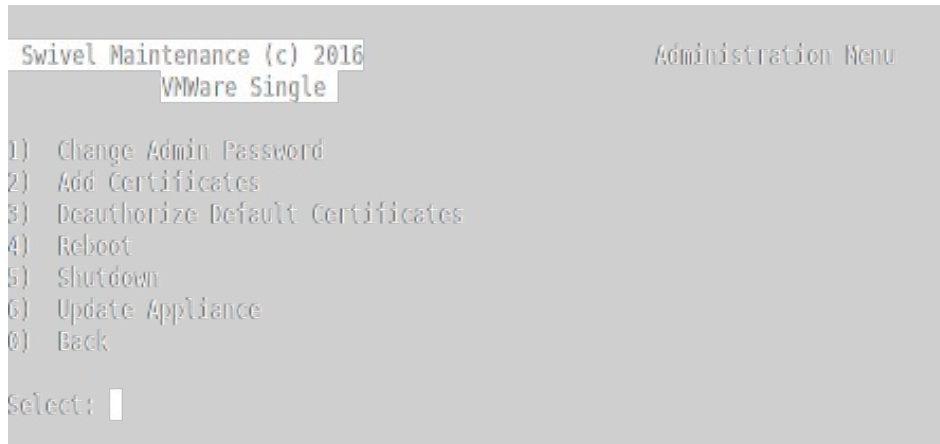 Swivel Maintenance (c) 2016 Administration Menu
VMWare Single
1) Change Admin Password
2) Add Certificates
3) Deauthorize Default Certificates
4) Reboot
5) Shutdown
6) Update Appliance
0) Back
Select: